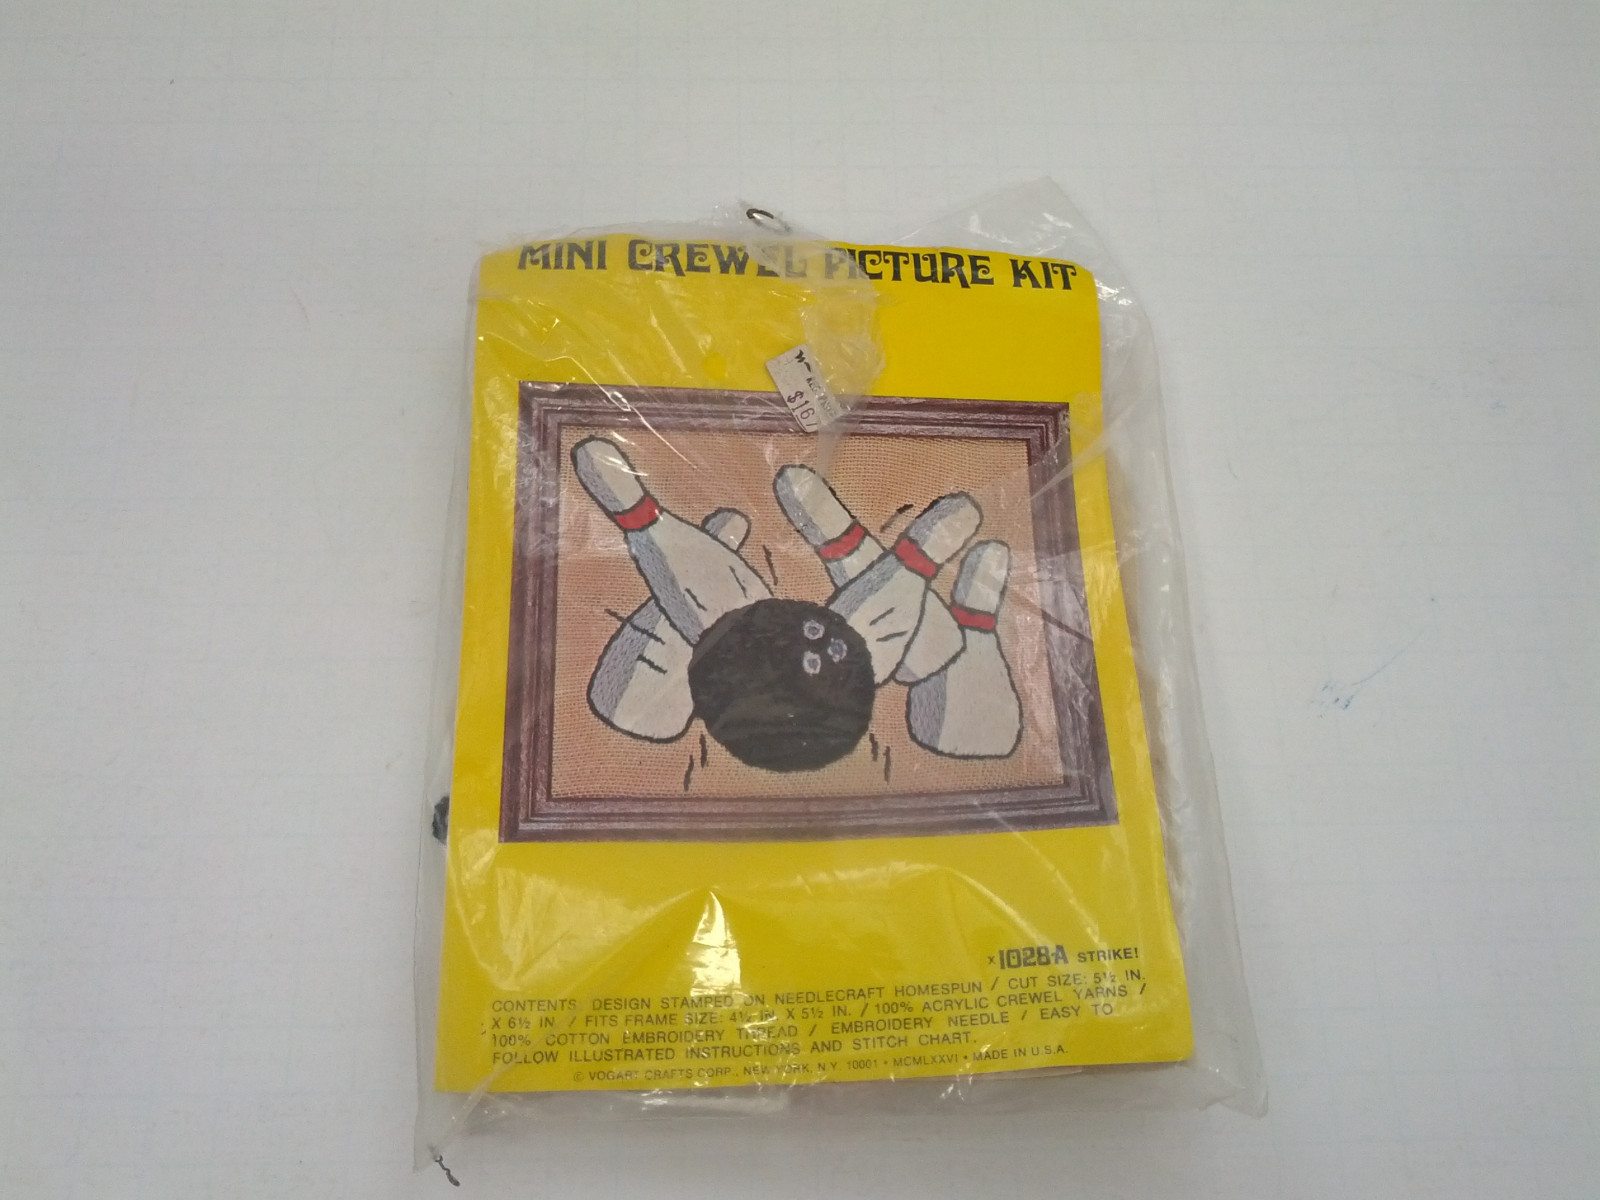 MINI CREWEL PICTURE KIT
$167
x1028-A STRIKE!
CONTENTS: DESIGN STAMPED ON NEEDLECRAFT HOMESPUN / CUT SIZE: 5½ IN.
X 6½ IN. / FITS FRAME SIZE: 4½ IN. X 5½ IN. / 100% ACRYLIC CREWEL YARNS /
100% COTTON EMBROIDERY THREAD / EMBROIDERY NEEDLE / EASY TO
FOLLOW ILLUSTRATED INSTRUCTIONS AND STITCH CHART.
© VOGART CRAFTS CORP., NEW YORK, N.Y. 10001 • MCMLXXVI • MADE IN U.S.A.